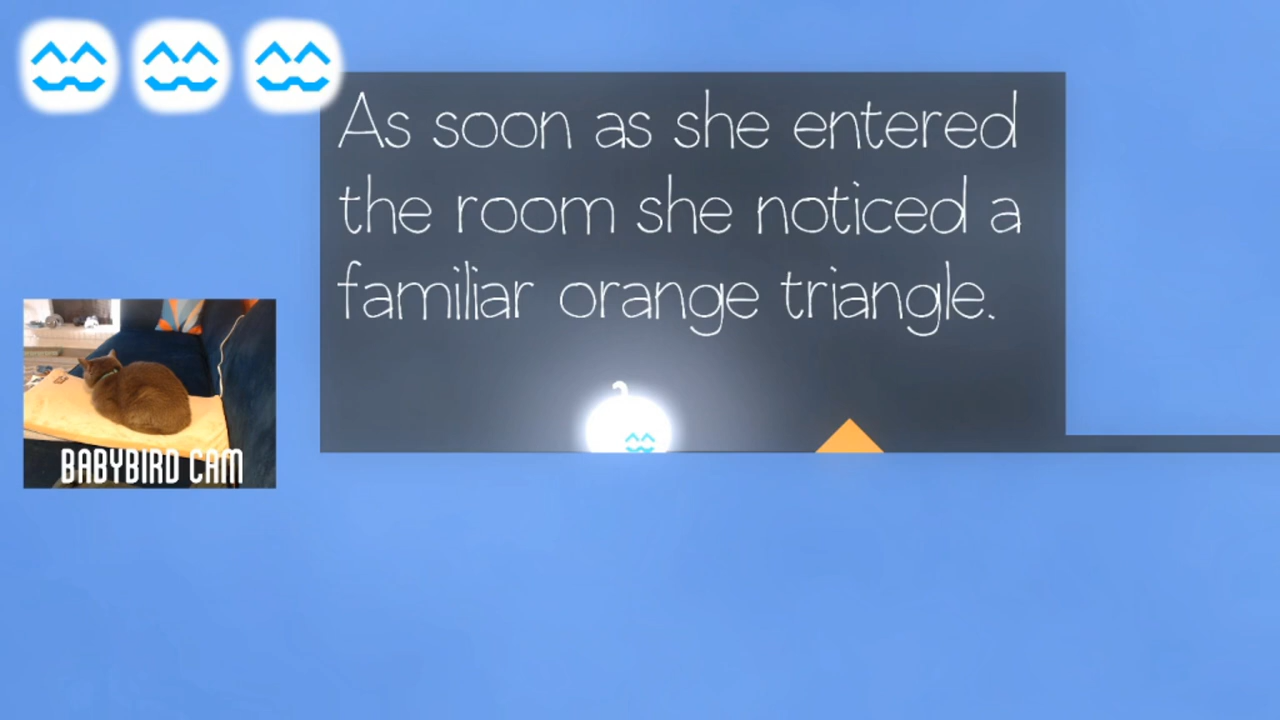 As soon as she entered
the room she noticed a
familiar orange triangle.
BABYBIRD CAM